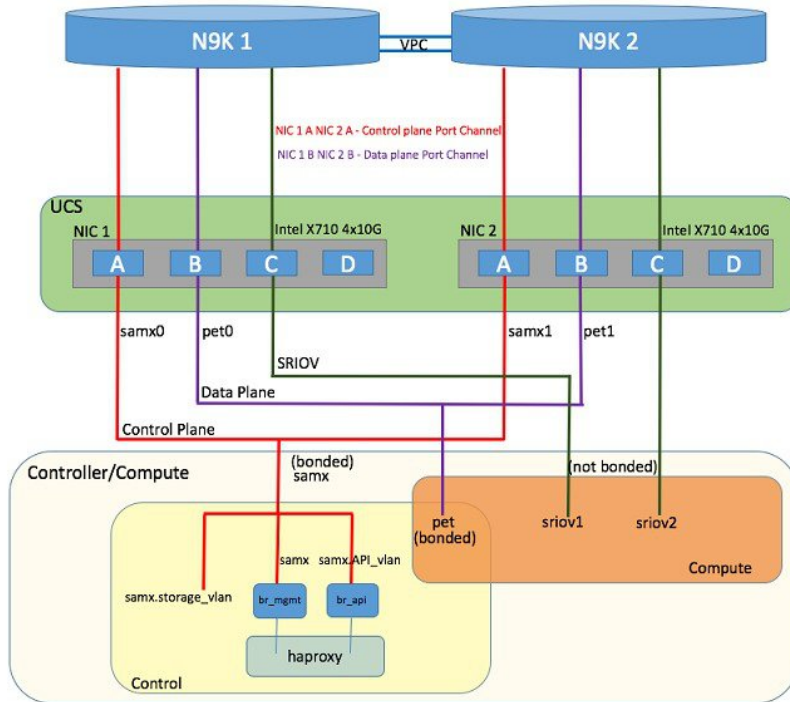 N9K 1
VPC
N9K 2
NIC 1 A NIC 2 A - Control plane Port Channel
NIC 1 B NIC 2 B - Data plane Port Channel
UCS
NIC 1
Intel X710 4x10G
NIC 2
Intel X710 4x10G
A
B
C
D
A
B
C
D
samx0
pet0
samx1
pet1
SRIOV
Data Plane
Control Plane
(bonded)
samx
(not bonded)
Controller/Compute
pet
(bonded)
sriov1
sriov2
Compute
samx
samx.API_vlan
samx.storage_vlan
br_mgmt
br_api
haproxy
Control